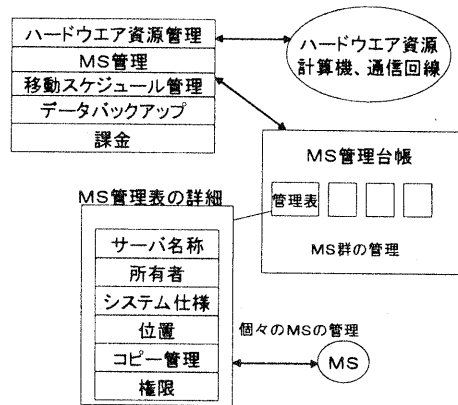 ハードウエア資源管理
MS管理
移動スケジュール管理
データバックアップ
課金
ハードウエア資源
計算機、通信回線
MS管理台帳
管理表
MS群の管理
MS管理表の詳細
サーバ名称
所有者
システム仕様
位置
コピー管理
権限
個々のMSの管理
MS